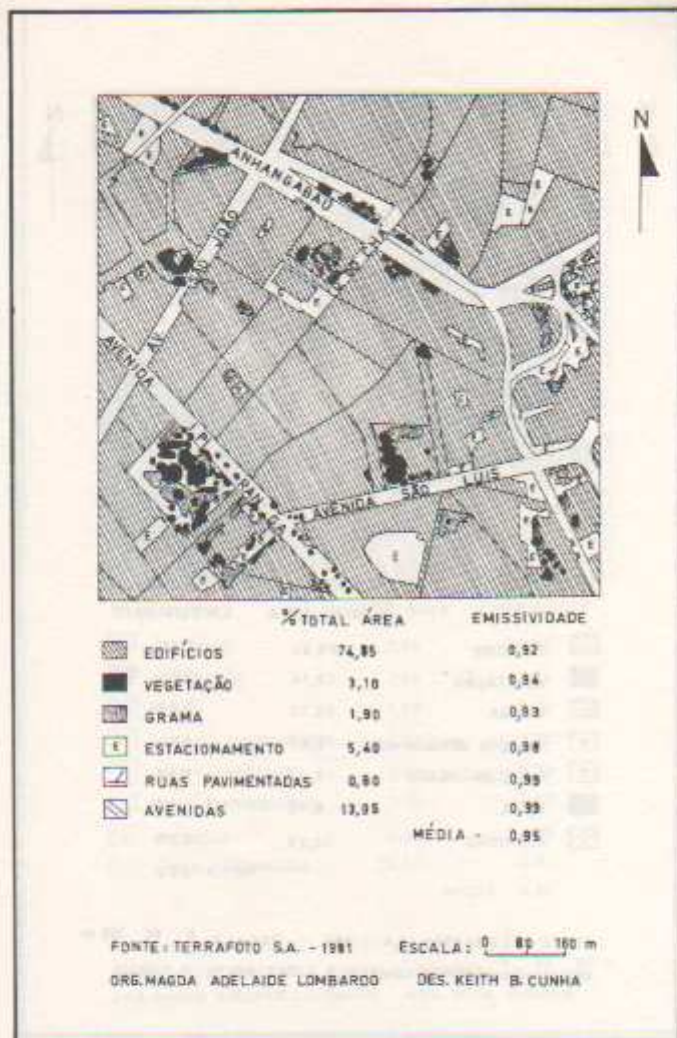 N
ANHANGABAÚ
AV. SÃO JOÃO
E
E
E
E
E
AVENIDA
IPIRANGA
AVENIDA SÃO LUIS
E
E
E
E
% TOTAL ÁREA EMISSIVIDADE
EDIFÍCIOS 74,85 0,92
VEGETAÇÃO 3,10 0,94
GRAMA 1,90 0,93
E ESTACIONAMENTO 5,40 0,98
RUAS PAVIMENTADAS 0,80 0,99
AVENIDAS 13,95 0,99
MÉDIA - 0,95
FONTE: TERRAFOTO S.A. - 1981 ESCALA: 0 80 160 m
ORG. MAGDA ADELAIDE LOMBARDO DES. KEITH B. CUNHA